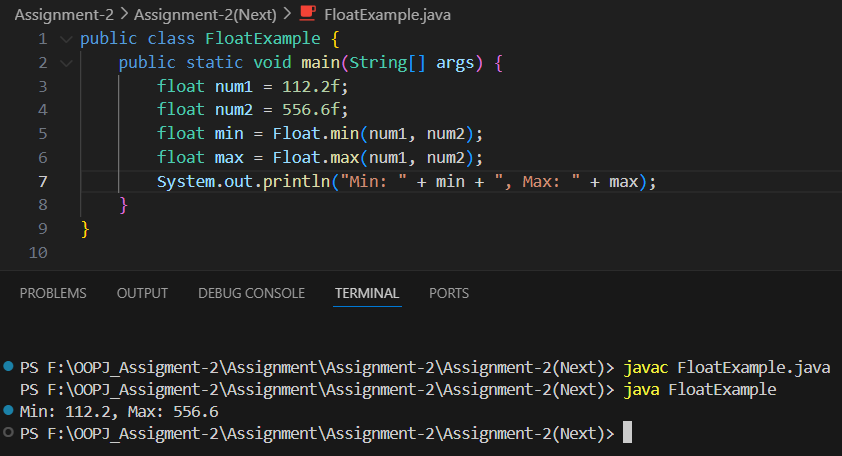 Assignment-2 > Assignment-2(Next) > FloatExample.java
1 public class FloatExample {
2     public static void main(String[] args) {
3         float num1 = 112.2f;
4         float num2 = 556.6f;
5         float min = Float.min(num1, num2);
6         float max = Float.max(num1, num2);
7         System.out.println("Min: " + min + ", Max: " + max);
8     }
9 }
10
PROBLEMS OUTPUT DEBUG CONSOLE TERMINAL PORTS
PS F:\OOPJ_Assigment-2\Assignment\Assignment-2\Assignment-2(Next)> javac FloatExample.java
PS F:\OOPJ_Assigment-2\Assignment\Assignment-2\Assignment-2(Next)> java FloatExample
Min: 112.2, Max: 556.6
PS F:\OOPJ_Assigment-2\Assignment\Assignment-2\Assignment-2(Next)>